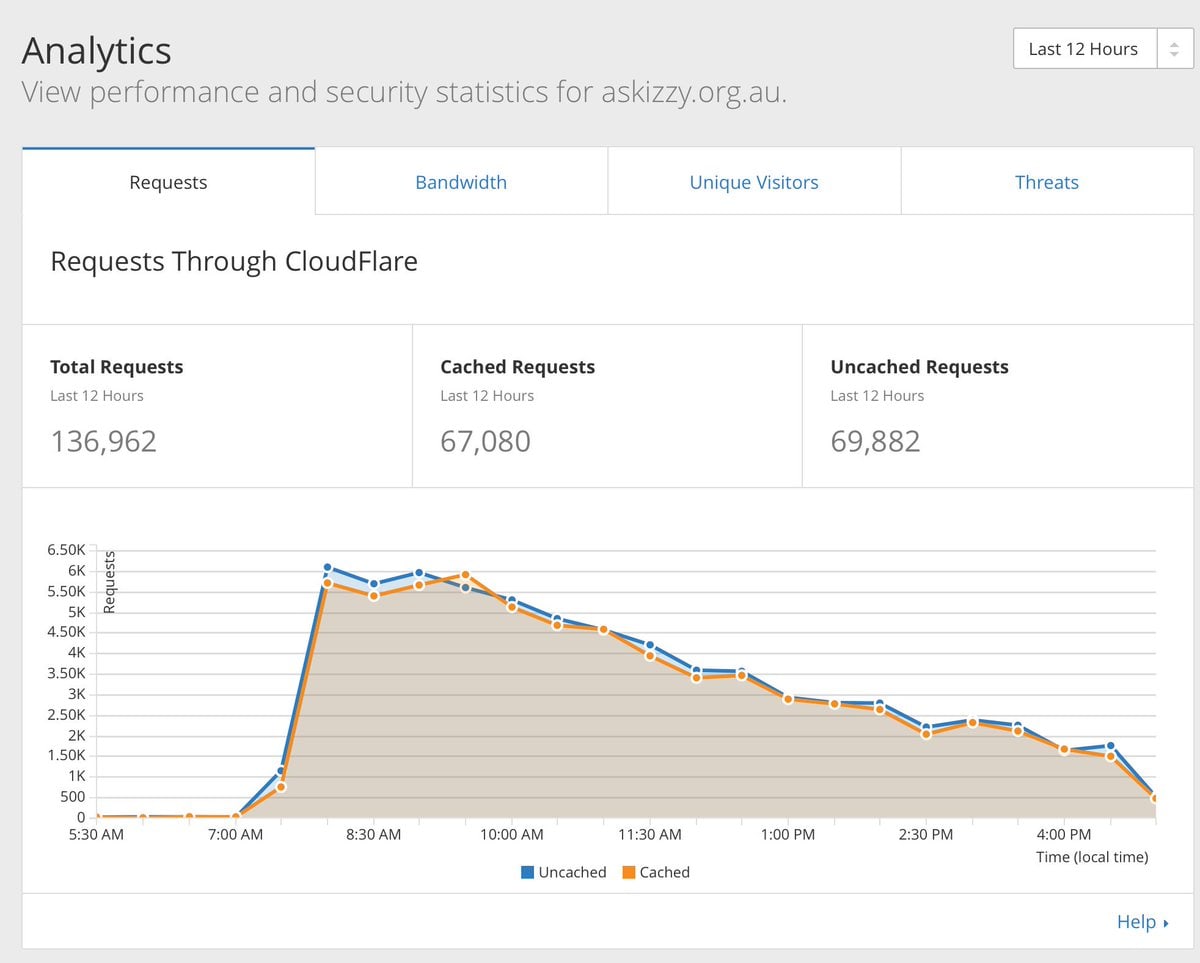 Analytics
Last 12 Hours
View performance and security statistics for askizzy.org.au.
Requests
Bandwidth
Unique Visitors
Threats
Requests Through CloudFlare
Total Requests
Last 12 Hours
136,962
Cached Requests
Last 12 Hours
67,080
Uncached Requests
Last 12 Hours
69,882
Requests
6.50K
6K
5.50K
5K
4.50K
4K
3.50K
3K
2.50K
2K
1.50K
1K
500
0
5:30 AM
7:00 AM
8:30 AM
10:00 AM
11:30 AM
1:00 PM
2:30 PM
4:00 PM
Time (local time)
Uncached
Cached
Help